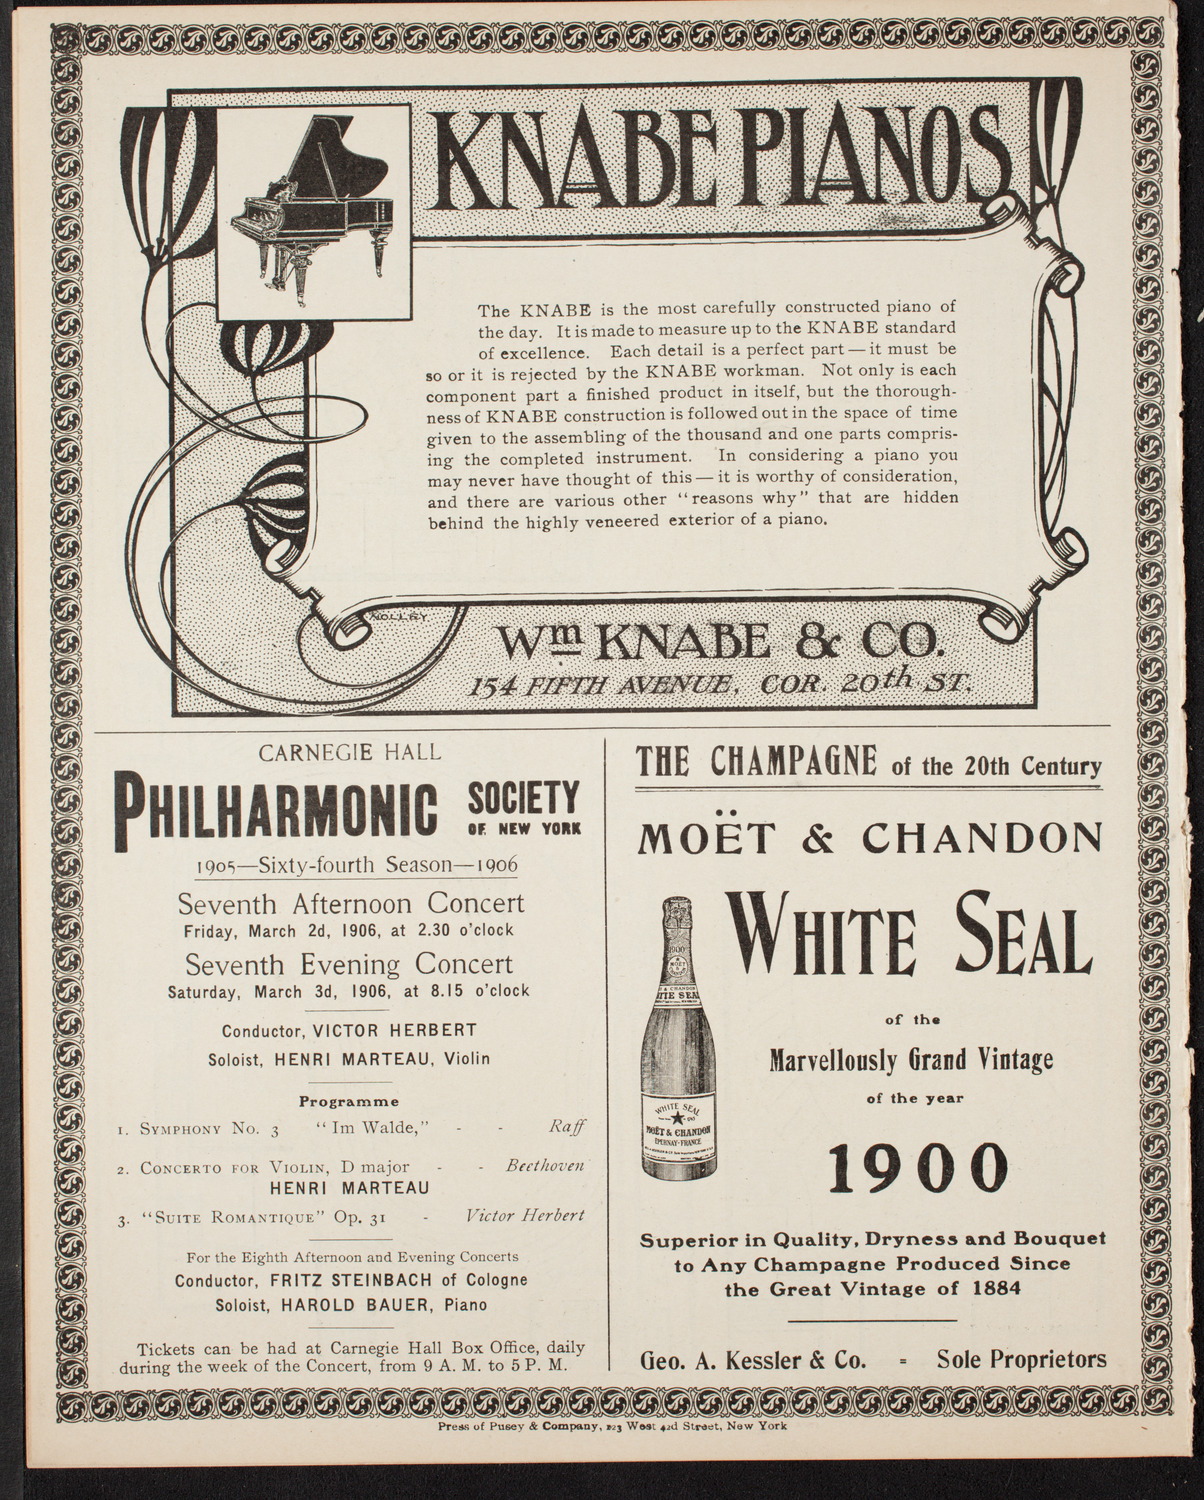 KNABE PIANOS
The KNABE is the most carefully constructed piano of
the day. It is made to measure up to the KNABE standard
of excellence. Each detail is a perfect part — it must be
so or it is rejected by the KNABE workman. Not only is each
component part a finished product in itself, but the thorough-
ness of KNABE construction is followed out in the space of time
given to the assembling of the thousand and one parts compris-
ing the completed instrument. In considering a piano you
may never have thought of this — it is worthy of consideration,
and there are various other "reasons why" that are hidden
behind the highly veneered exterior of a piano.
Wm KNABE & CO.
154 FIFTH AVENUE, COR. 20th ST.
CARNEGIE HALL
PHILHARMONIC SOCIETY
OF NEW YORK
1905—Sixty-fourth Season—1906
Seventh Afternoon Concert
Friday, March 2d, 1906, at 2.30 o'clock
Seventh Evening Concert
Saturday, March 3d, 1906, at 8.15 o'clock
Conductor, VICTOR HERBERT
Soloist, HENRI MARTEAU, Violin
Programme
1. SYMPHONY NO. 3 "Im Walde," - - Raff
2. CONCERTO FOR VIOLIN, D major - - Beethoven
HENRI MARTEAU
3. "SUITE ROMANTIQUE" Op. 31 - Victor Herbert
For the Eighth Afternoon and Evening Concerts
Conductor, FRITZ STEINBACH of Cologne
Soloist, HAROLD BAUER, Piano
Tickets can be had at Carnegie Hall Box Office, daily
during the week of the Concert, from 9 A. M. to 5 P. M.
THE CHAMPAGNE of the 20th Century
MOËT & CHANDON
WHITE SEAL
of the
Marvellously Grand Vintage
of the year
1900
WHITE SEAL
MOËT & CHANDON
EPERNAY-FRANCE
Superior in Quality, Dryness and Bouquet
to Any Champagne Produced Since
the Great Vintage of 1884
Geo. A. Kessler & Co. = Sole Proprietors
Press of Pusey & Company, 123 West 42d Street, New York